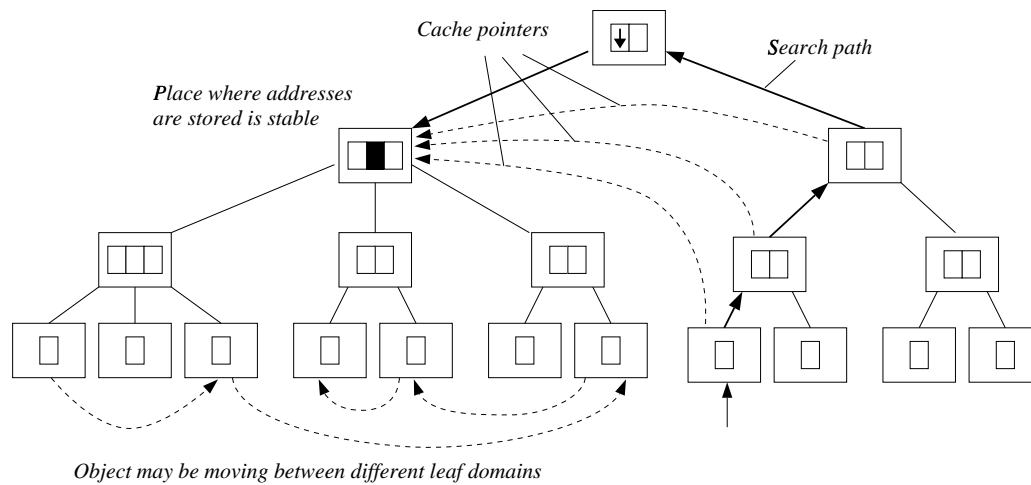 Cache pointers
Search path
Place where addresses
are stored is stable
Object may be moving between different leaf domains